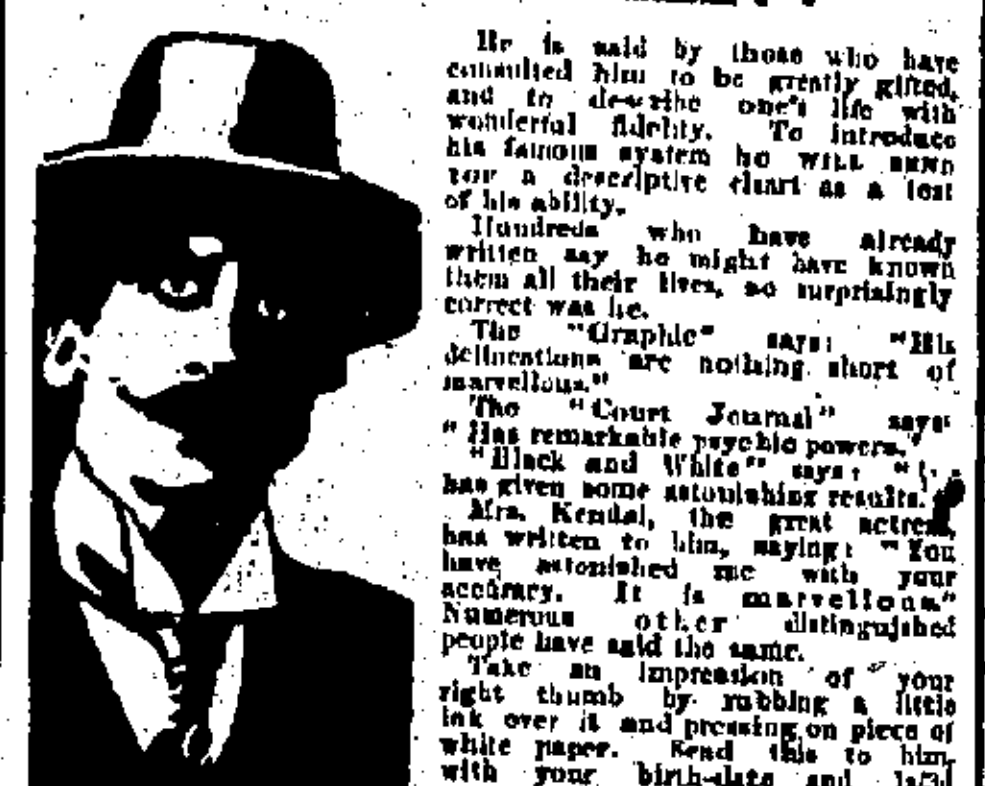 He is said by those who have
consulted him to be greatly gifted,
and to describe one's life with
wonderful fidelity. To introduce
his famous system he WILL SEND
YOU a descriptive chart as a test
of his ability.
Hundreds who have already
written say he might have known
them all their lives, so surprisingly
correct was he.
The "Graphic" says: "His
delineations are nothing short of
marvellous."
The "Court Journal" says:
"Has remarkable psychic powers."
"Black and White" says: "
has given some astonishing results."
Mrs. Kendal, the great actress,
has written to him, saying: "You
have astonished me with your
accuracy. It is marvellous"
Numerous other distinguished
people have said the same.
Take an impression of your
right thumb by rubbing a little
ink over it and pressing on piece of
white paper. Send this to him,
with your birth-date and